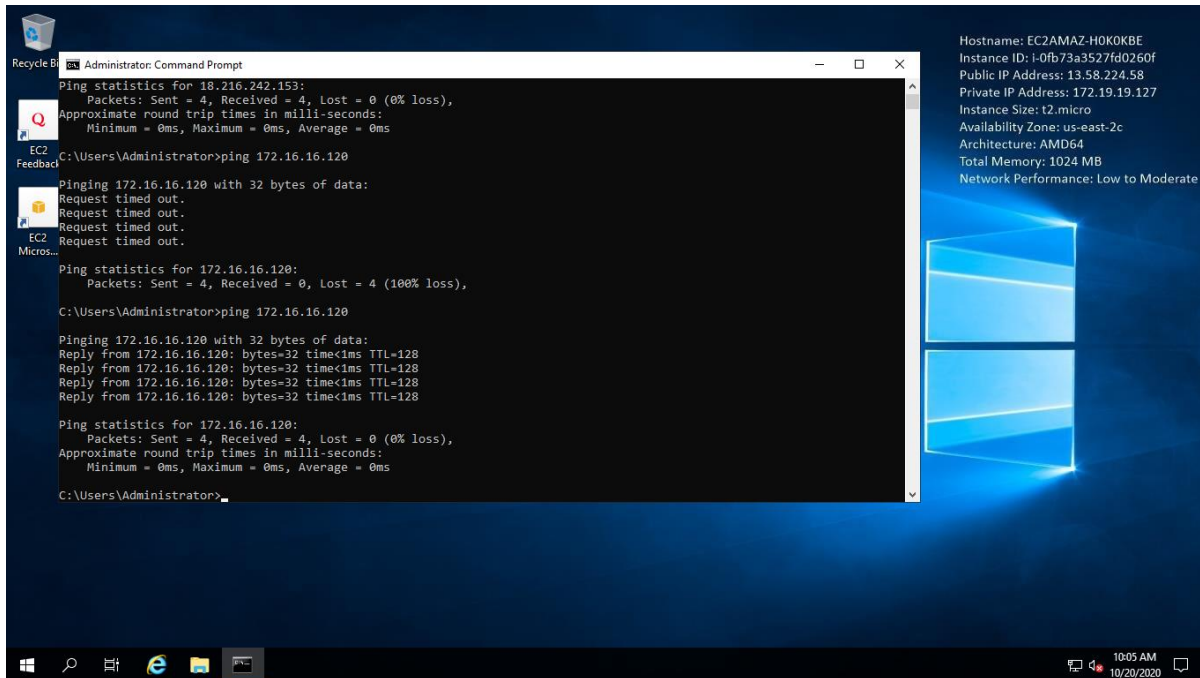 Recycle Bi
Administrator: Command Prompt
Ping statistics for 18.216.242.153:
Packets: Sent = 4, Received = 4, Lost = 0 (0% loss),
Approximate round trip times in milli-seconds:
Minimum = 0ms, Maximum = 0ms, Average = 0ms
C:\Users\Administrator>ping 172.16.16.120
Pinging 172.16.16.120 with 32 bytes of data:
Request timed out.
Request timed out.
Request timed out.
Request timed out.
Ping statistics for 172.16.16.120:
Packets: Sent = 4, Received = 0, Lost = 4 (100% loss),
C:\Users\Administrator>ping 172.16.16.120
Pinging 172.16.16.120 with 32 bytes of data:
Reply from 172.16.16.120: bytes=32 time<1ms TTL=128
Reply from 172.16.16.120: bytes=32 time<1ms TTL=128
Reply from 172.16.16.120: bytes=32 time<1ms TTL=128
Reply from 172.16.16.120: bytes=32 time<1ms TTL=128
Ping statistics for 172.16.16.120:
Packets: Sent = 4, Received = 4, Lost = 0 (0% loss),
Approximate round trip times in milli-seconds:
Minimum = 0ms, Maximum = 0ms, Average = 0ms
C:\Users\Administrator>
Q
EC2
Feedback
EC2
Micros...
Hostname: EC2AMAZ-H0K0KBE
Instance ID: i-0fb73a3527fd0260f
Public IP Address: 13.58.224.58
Private IP Address: 172.19.19.127
Instance Size: t2.micro
Availability Zone: us-east-2c
Architecture: AMD64
Total Memory: 1024 MB
Network Performance: Low to Moderate
10:05 AM
10/20/2020